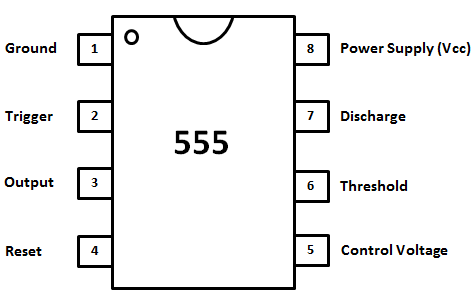 Ground 1 8 Power Supply (Vcc)
Trigger 2 7 Discharge
555
Output 3 6 Threshold
Reset 4 5 Control Voltage